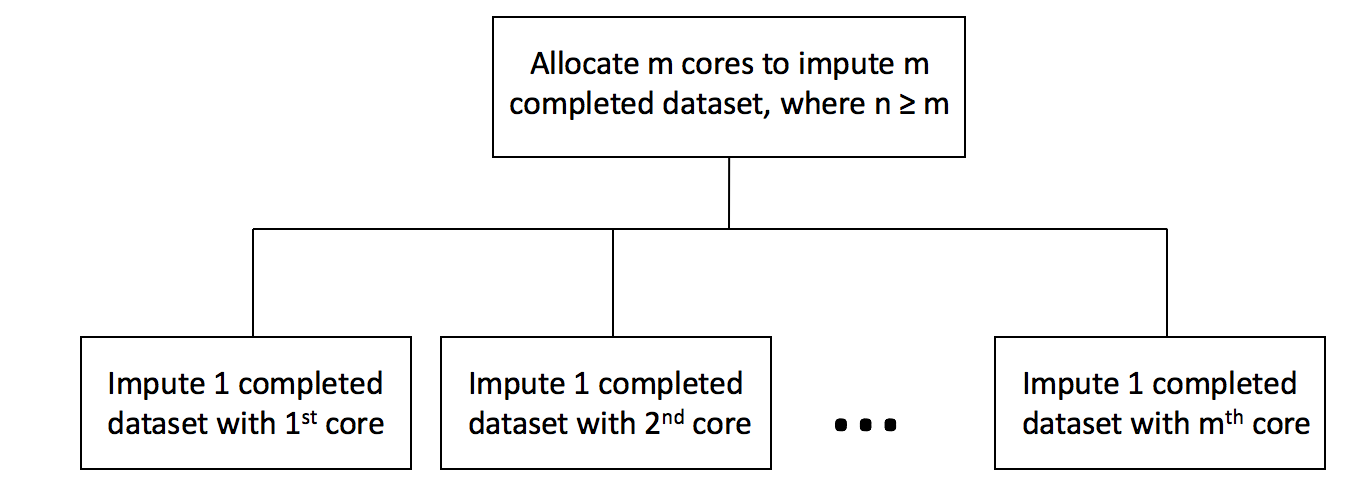 Allocate m cores to impute m
completed dataset, where n ≥ m
Impute 1 completed
dataset with 1st core
Impute 1 completed
dataset with 2nd core
...
Impute 1 completed
dataset with mth core